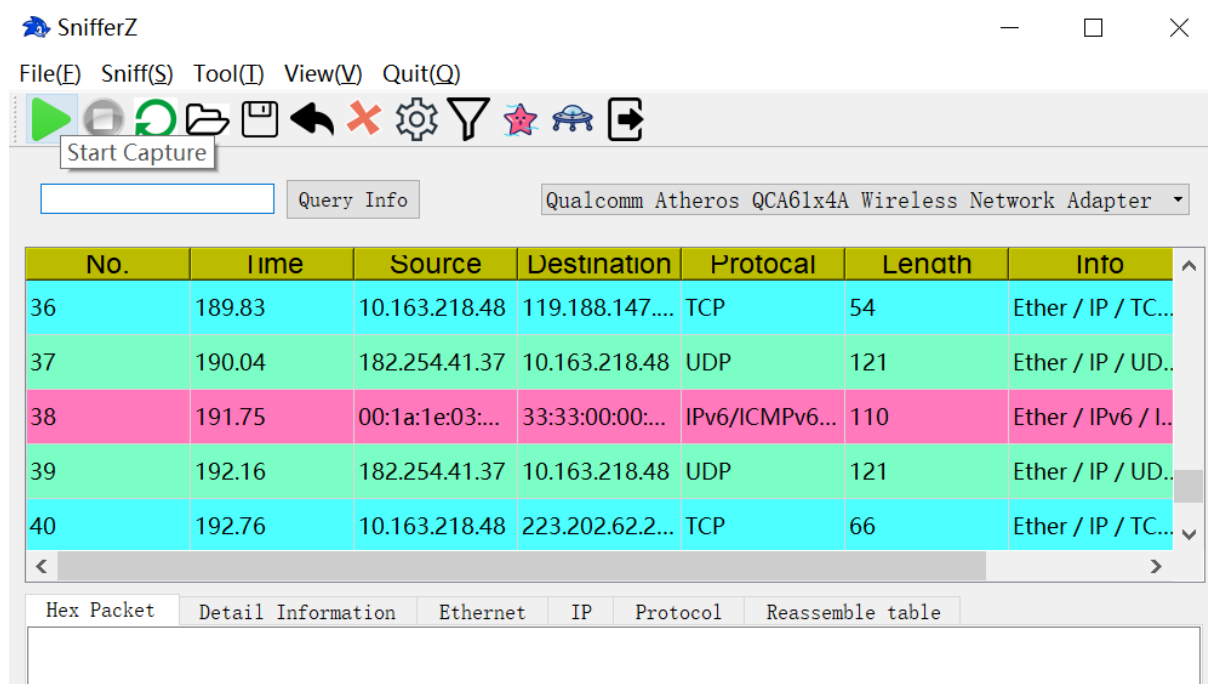 SnifferZ
File(F) Sniff(S) Tool(T) View(V) Quit(Q)
Start Capture
Query Info Qualcomm Atheros QCA61x4A Wireless Network Adapter
No. Time Source Destination Protocal Length Info
36 189.83 10.163.218.48 119.188.147.... TCP 54 Ether / IP / TC...
37 190.04 182.254.41.37 10.163.218.48 UDP 121 Ether / IP / UD..
38 191.75 00:1a:1e:03:... 33:33:00:00:... IPv6/ICMPv6... 110 Ether / IPv6 / I..
39 192.16 182.254.41.37 10.163.218.48 UDP 121 Ether / IP / UD..
40 192.76 10.163.218.48 223.202.62.2... TCP 66 Ether / IP / TC...
Hex Packet Detail Information Ethernet IP Protocol Reassemble table